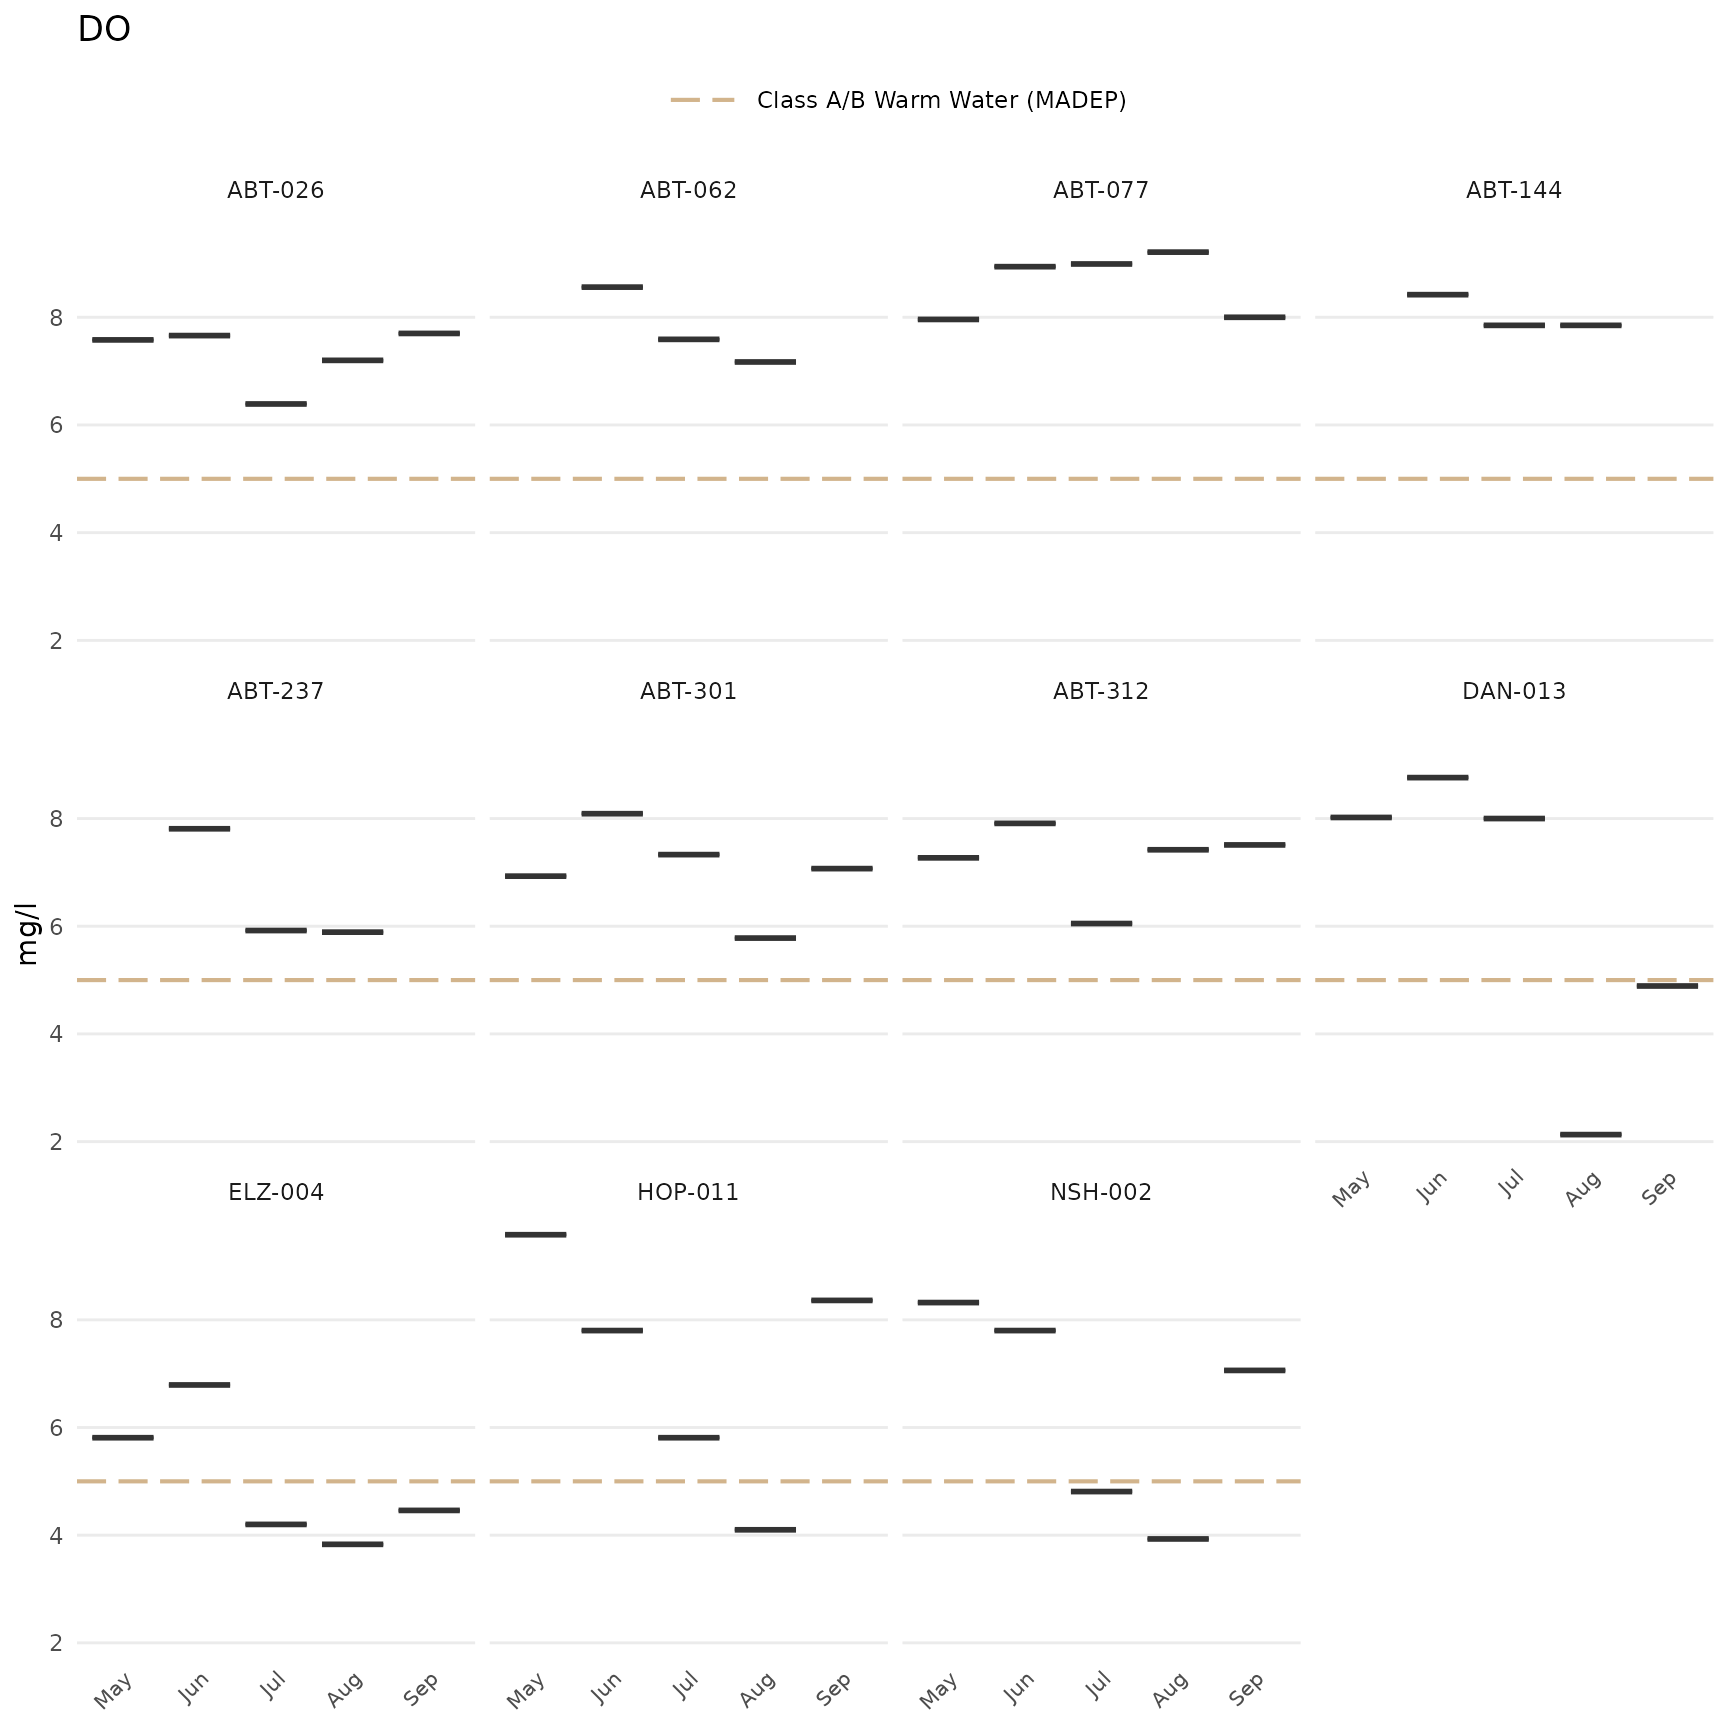 DO
Class A/B Warm Water (MADEP)
ABT-026 ABT-062 ABT-077 ABT-144
8
6
4
2
ABT-237 ABT-301 ABT-312 DAN-013
8
6
4
2
mg/l
May Jun Jul Aug Sep
ELZ-004 HOP-011 NSH-002
8
6
4
2
May Jun Jul Aug Sep May Jun Jul Aug Sep May Jun Jul Aug Sep